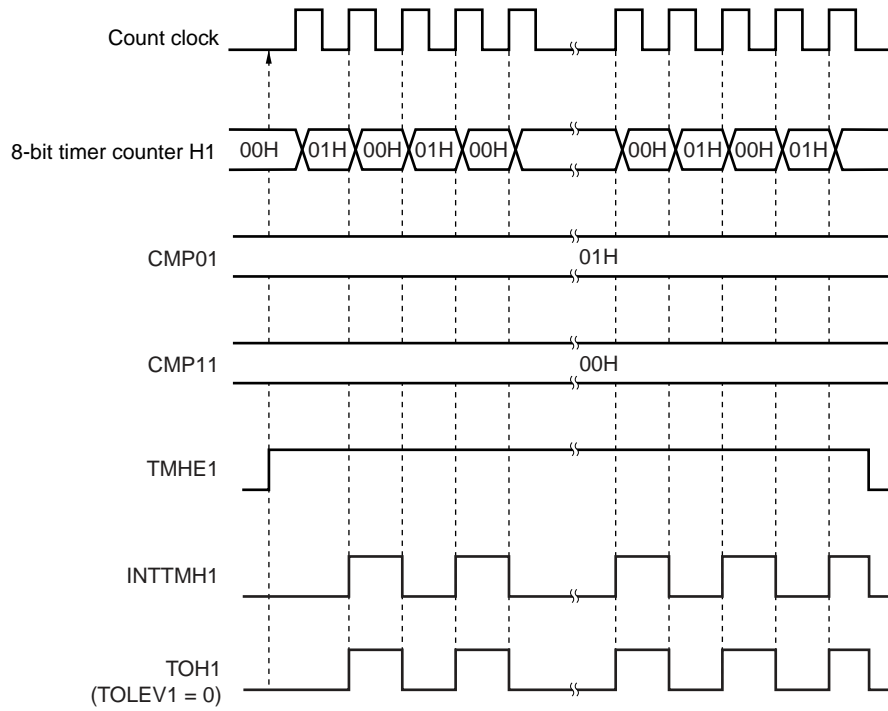 Count clock
8-bit timer counter H1 00H 01H 00H 01H 00H 00H 01H 00H 01H
CMP01 01H
CMP11 00H
TMHE1
INTTMH1
TOH1
(TOLEV1 = 0)